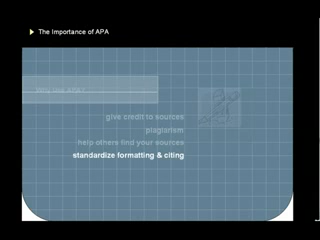 The Importance of APA
Why use APA?
give credit to sources
plagiarism
help others find your sources
standardize formatting & citing